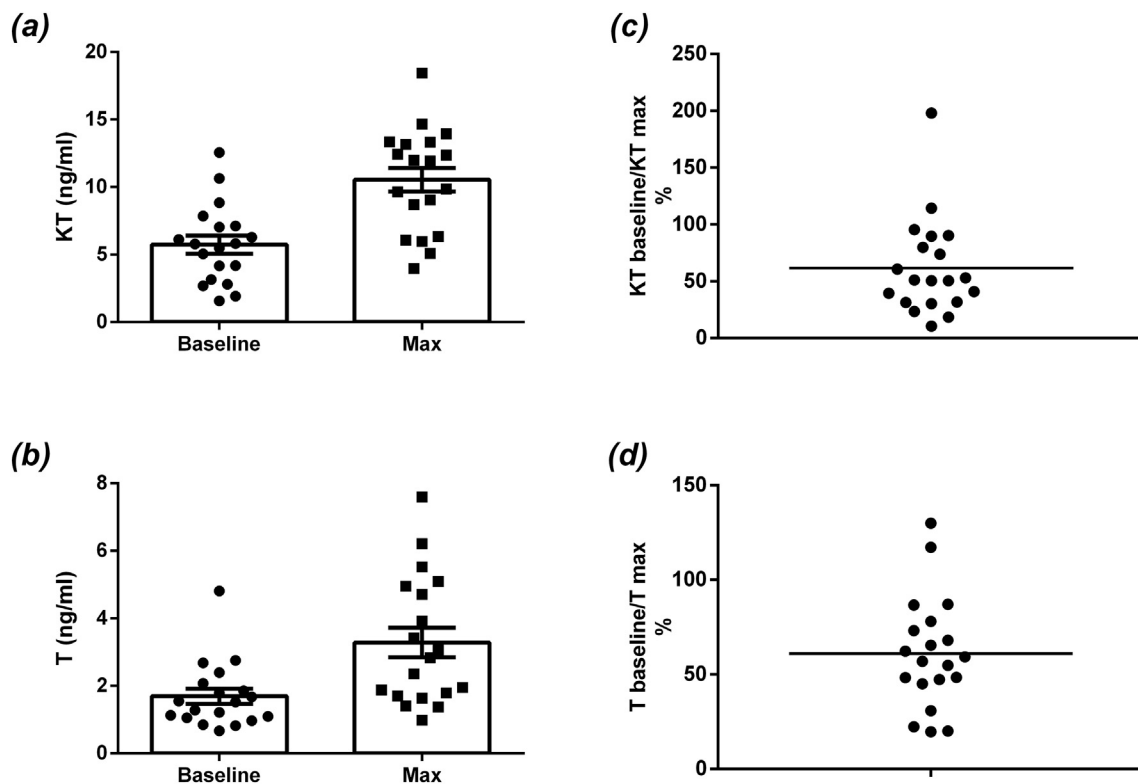 (a)
KT (ng/ml)
20
15
10
5
0
Baseline
Max
(c)
KT baseline/KT max
%
250
200
150
100
50
0
(b)
T (ng/ml)
8
6
4
2
0
Baseline
Max
(d)
T baseline/T max
%
150
100
50
0